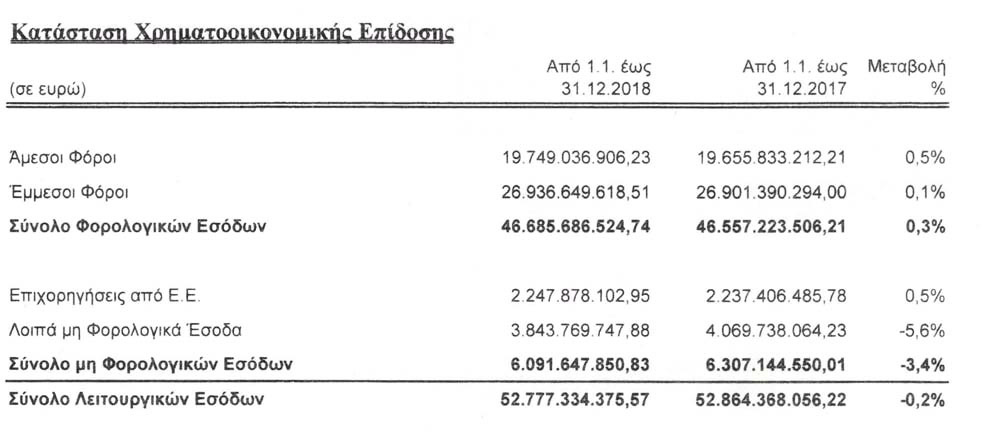 Κατάσταση Χρηματοοικονομικής Επίδοσης
Από 1.1. έως Από 1.1. έως Μεταβολή
(σε ευρώ) 31.12.2018 31.12.2017 %
Άμεσοι Φόροι 19.749.036.906,23 19.655.833.212,21 0,5%
Έμμεσοι Φόροι 26.936.649.618,51 26.901.390.294,00 0,1%
Σύνολο Φορολογικών Εσόδων 46.685.686.524,74 46.557.223.506,21 0,3%
Επιχορηγήσεις από Ε.Ε. 2.247.878.102,95 2.237.406.485,78 0,5%
Λοιπά μη Φορολογικά Έσοδα 3.843.769.747,88 4.069.738.064,23 -5,6%
Σύνολο μη Φορολογικών Εσόδων 6.091.647.850,83 6.307.144.550,01 -3,4%
Σύνολο Λειτουργικών Εσόδων 52.777.334.375,57 52.864.368.056,22 -0,2%